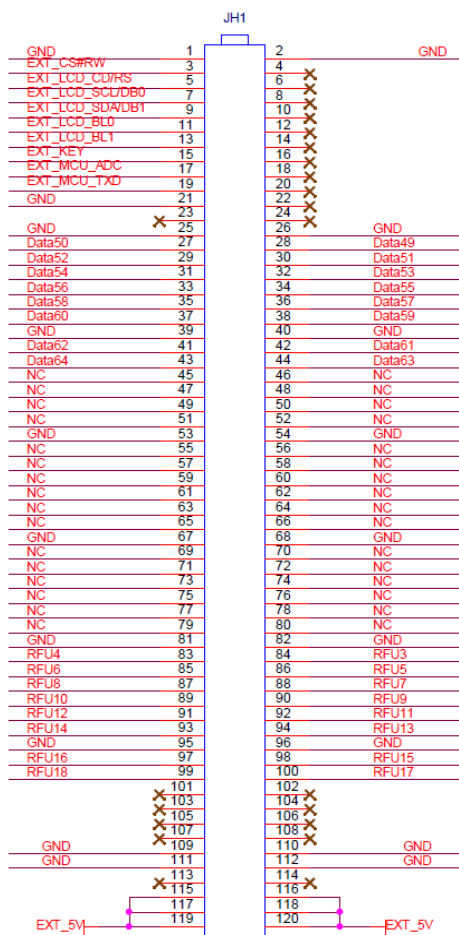 JH1
GND 1 2 GND
EXT_CS#RW 3 4
EXT_LCD_CD/RS 5 6
EXT_LCD_SCL/DB0 7 8
EXT_LCD_SDA/DB1 9 10
EXT_LCD_BL0 11 12
EXT_LCD_BL1 13 14
EXT_KEY 15 16
EXT_MCU_ADC 17 18
EXT_MCU_TXD 19 20
GND 21 22
23 24
GND 25 26 GND
Data50 27 28 Data49
Data52 29 30 Data51
Data54 31 32 Data53
Data56 33 34 Data55
Data58 35 36 Data57
Data60 37 38 Data59
GND 39 40 GND
Data62 41 42 Data61
Data64 43 44 Data63
NC 45 46 NC
NC 47 48 NC
NC 49 50 NC
NC 51 52 NC
GND 53 54 GND
NC 55 56 NC
NC 57 58 NC
NC 59 60 NC
NC 61 62 NC
NC 63 64 NC
NC 65 66 NC
GND 67 68 GND
NC 69 70 NC
NC 71 72 NC
NC 73 74 NC
NC 75 76 NC
NC 77 78 NC
NC 79 80 NC
GND 81 82 GND
RFU4 83 84 RFU3
RFU6 85 86 RFU5
RFU8 87 88 RFU7
RFU10 89 90 RFU9
RFU12 91 92 RFU11
RFU14 93 94 RFU13
GND 95 96 GND
RFU16 97 98 RFU15
RFU18 99 100 RFU17
101 102
103 104
105 106
107 108
GND 109 110 GND
GND 111 112 GND
113 114
115 116
117 118
EXT_5V 119 120 EXT_5V